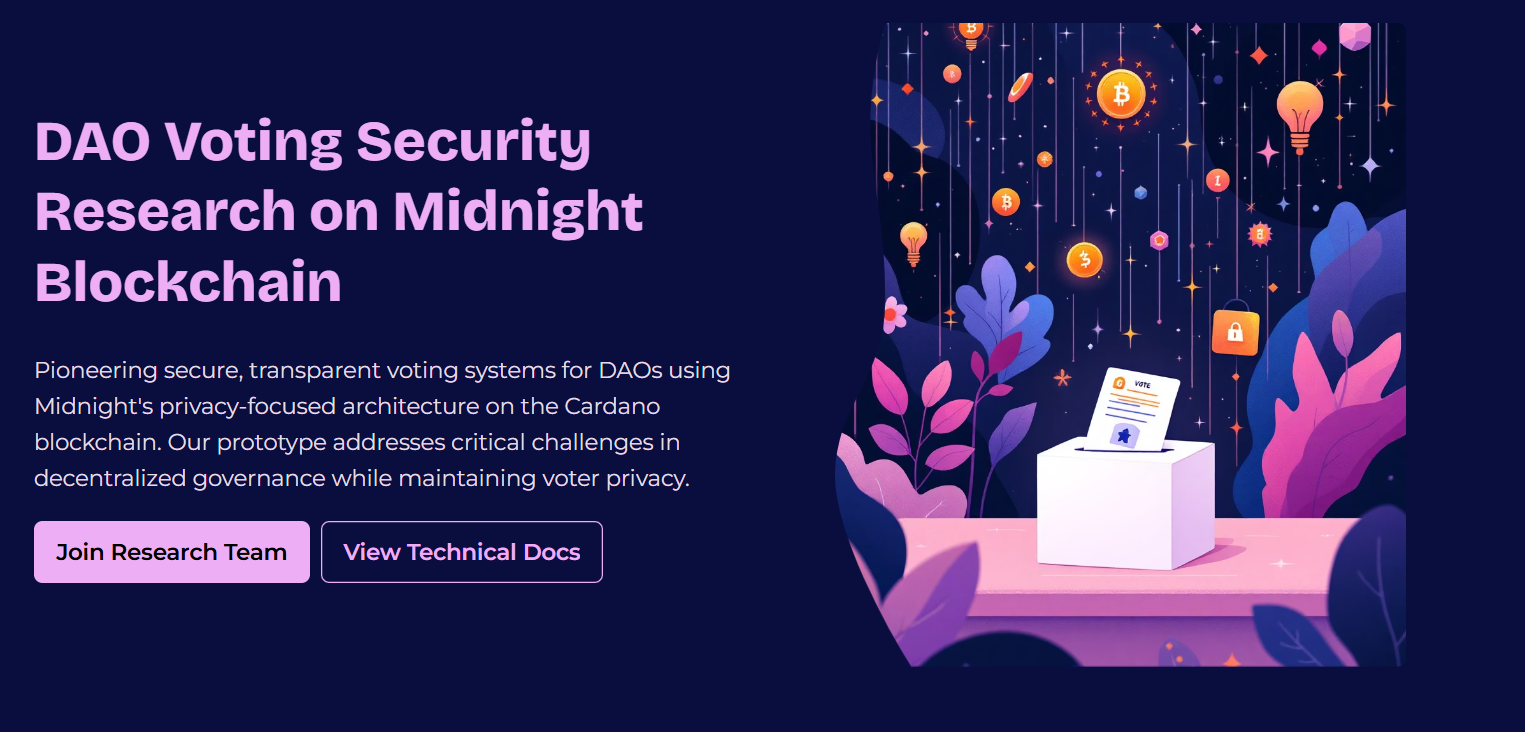 DAO Voting Security
Research on Midnight
Blockchain
Pioneering secure, transparent voting systems for DAOs using
Midnight's privacy-focused architecture on the Cardano
blockchain. Our prototype addresses critical challenges in
decentralized governance while maintaining voter privacy.
Join Research Team
View Technical Docs
VOTE